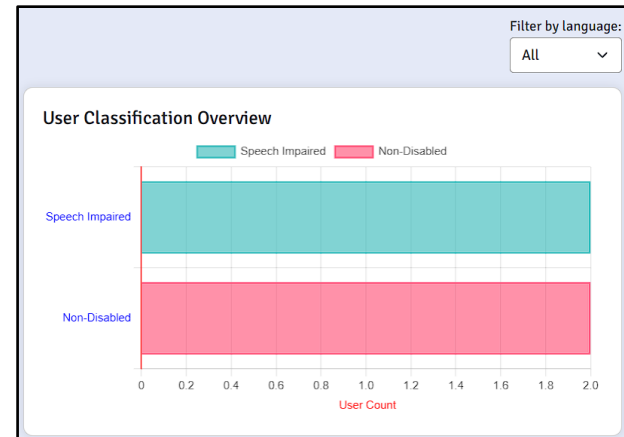 Filter by language:
All
User Classification Overview
Speech Impaired Non-Disabled
Speech Impaired
Non-Disabled
0 0.2 0.4 0.6 0.8 1.0 1.2 1.4 1.6 1.8 2.0
User Count